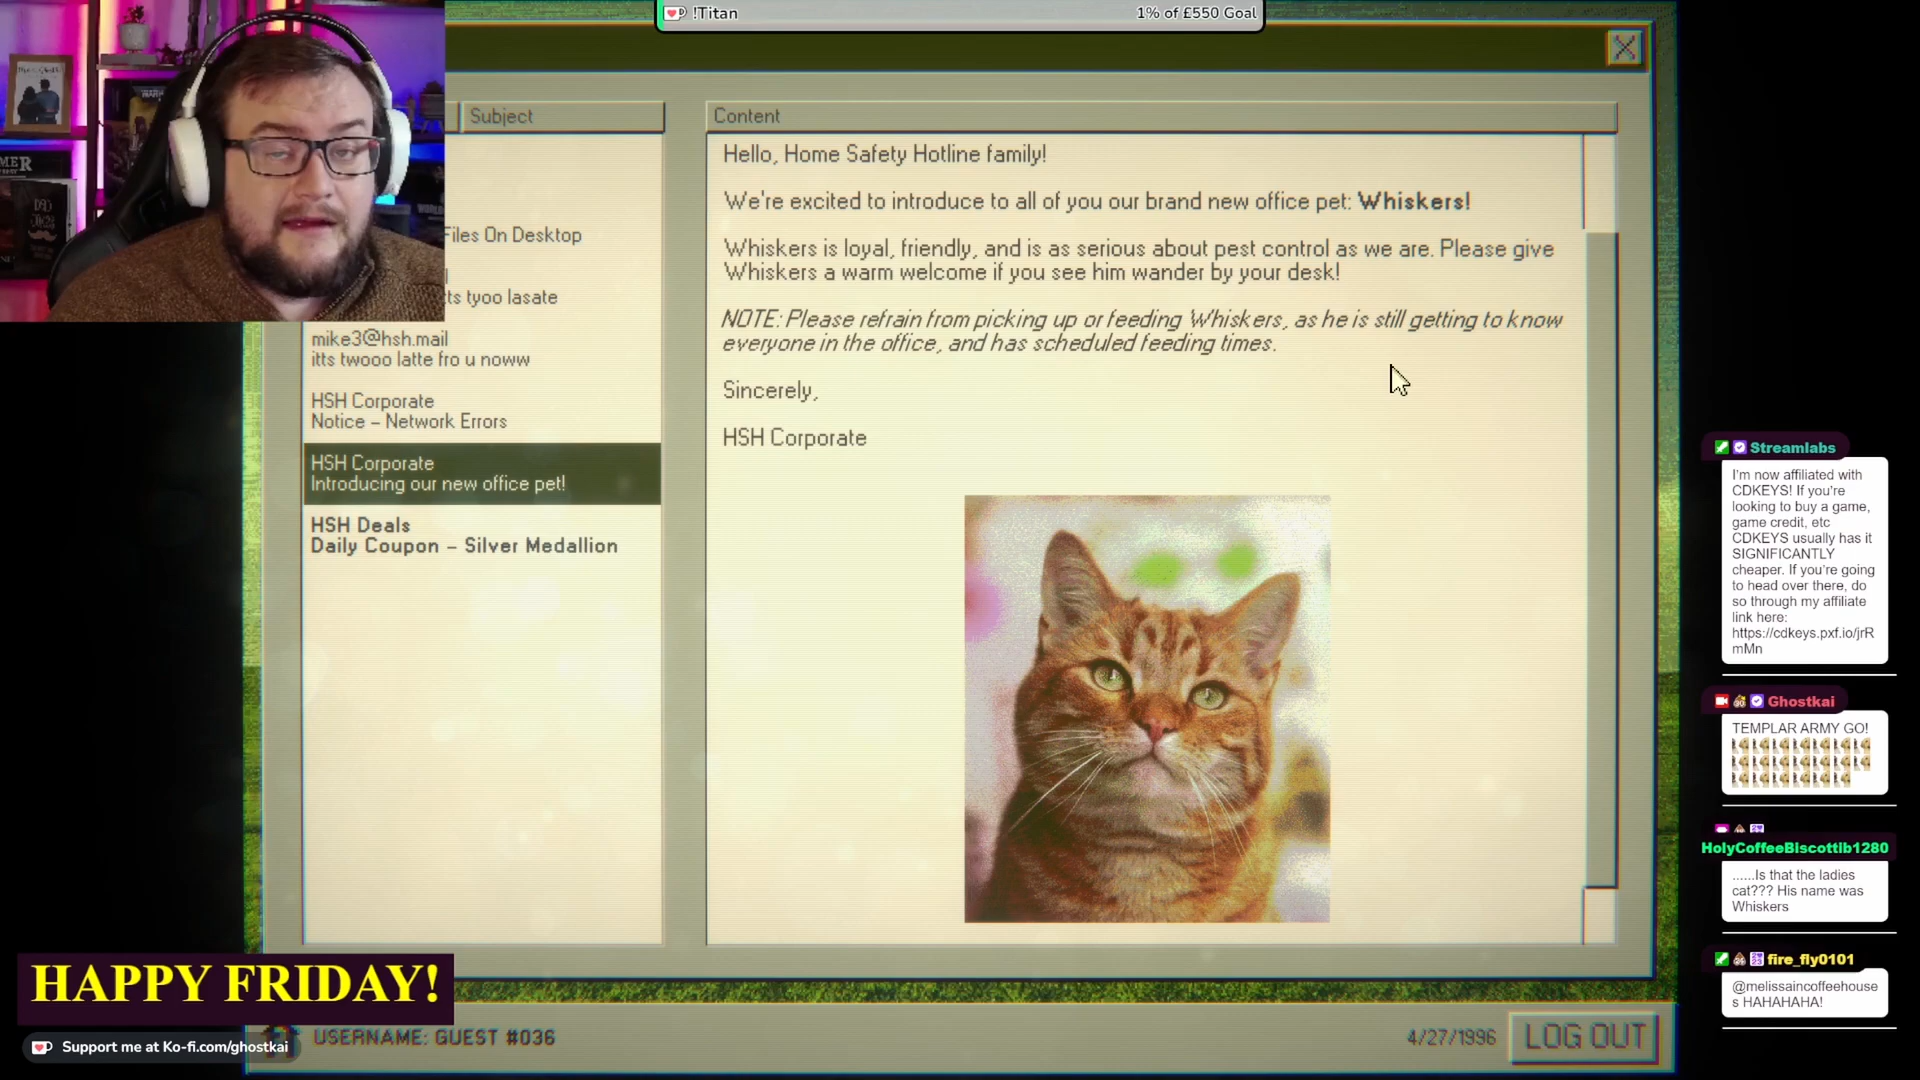 !Titan
1% of £550 Goal
Subject
Files On Desktop
ts tyoo lasate
mike3@hsh.mail
itts twooo latte fro u noww
HSH Corporate
Notice – Network Errors
HSH Corporate
Introducing our new office pet!
HSH Deals
Daily Coupon – Silver Medallion
Content
Hello, Home Safety Hotline family!
We're excited to introduce to all of you our brand new office pet: Whiskers!
Whiskers is loyal, friendly, and is as serious about pest control as we are. Please give
Whiskers a warm welcome if you see him wander by your desk!
NOTE: Please refrain from picking up or feeding Whiskers, as he is still getting to know
everyone in the office, and has scheduled feeding times.
Sincerely,
HSH Corporate
Streamlabs
I'm now affiliated with
CDKEYS! If you're
looking to buy a game,
game credit, etc
CDKEYS usually has it
SIGNIFICANTLY
cheaper. If you're going
to head over there, do
so through my affiliate
link here:
https://cdkeys.pxf.io/jrR
mMn
Ghostkai
TEMPLAR ARMY GO!
HolyCoffeeBiscottib1280
......Is that the ladies
cat??? His name was
Whiskers
fire_fly0101
@melissaincoffeehouse
s HAHAHAHA!
HAPPY FRIDAY!
Support me at Ko-fi.com/ghostkai
USERNAME: GUEST #036
4/27/1996
LOG OUT